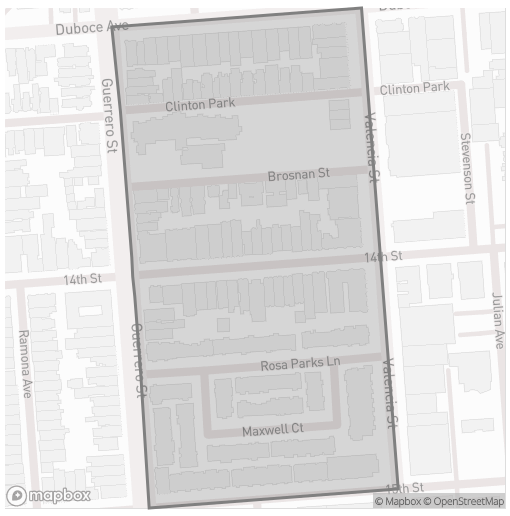 Duboce Ave
Duboce
Guerrero St
Clinton Park
Clinton Park
Valencia St
Stevenson St
Brosnan St
14th St
14th St
Julian Ave
Ramona Ave
Guerrero St
Rosa Parks Ln
Valencia St
Maxwell Ct
15th St
mapbox
© Mapbox © OpenStreetMap